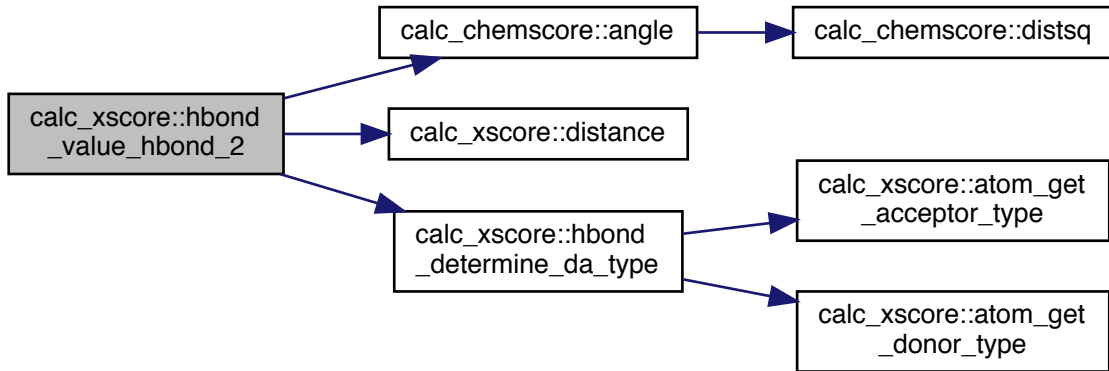 calc_xscore::hbond
_value_hbond_2
calc_chemscore::angle
calc_chemscore::distsq
calc_xscore::distance
calc_xscore::hbond
_determine_da_type
calc_xscore::atom_get
_acceptor_type
calc_xscore::atom_get
_donor_type